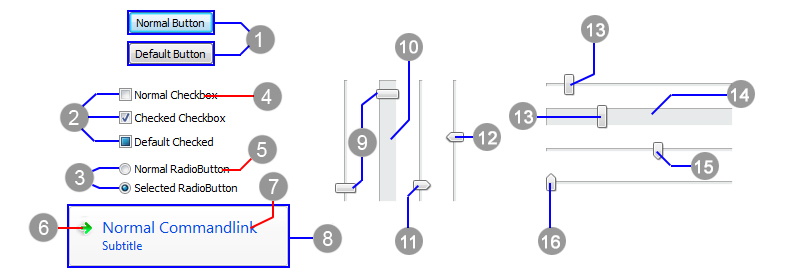 Normal Button
1
Default Button
Normal Checkbox
4
2
Checked Checkbox
Default Checked
Normal RadioButton
5
3
Selected RadioButton
7
6
Normal Commandlink
Subtitle
8
10
9
12
11
13
14
13
15
16